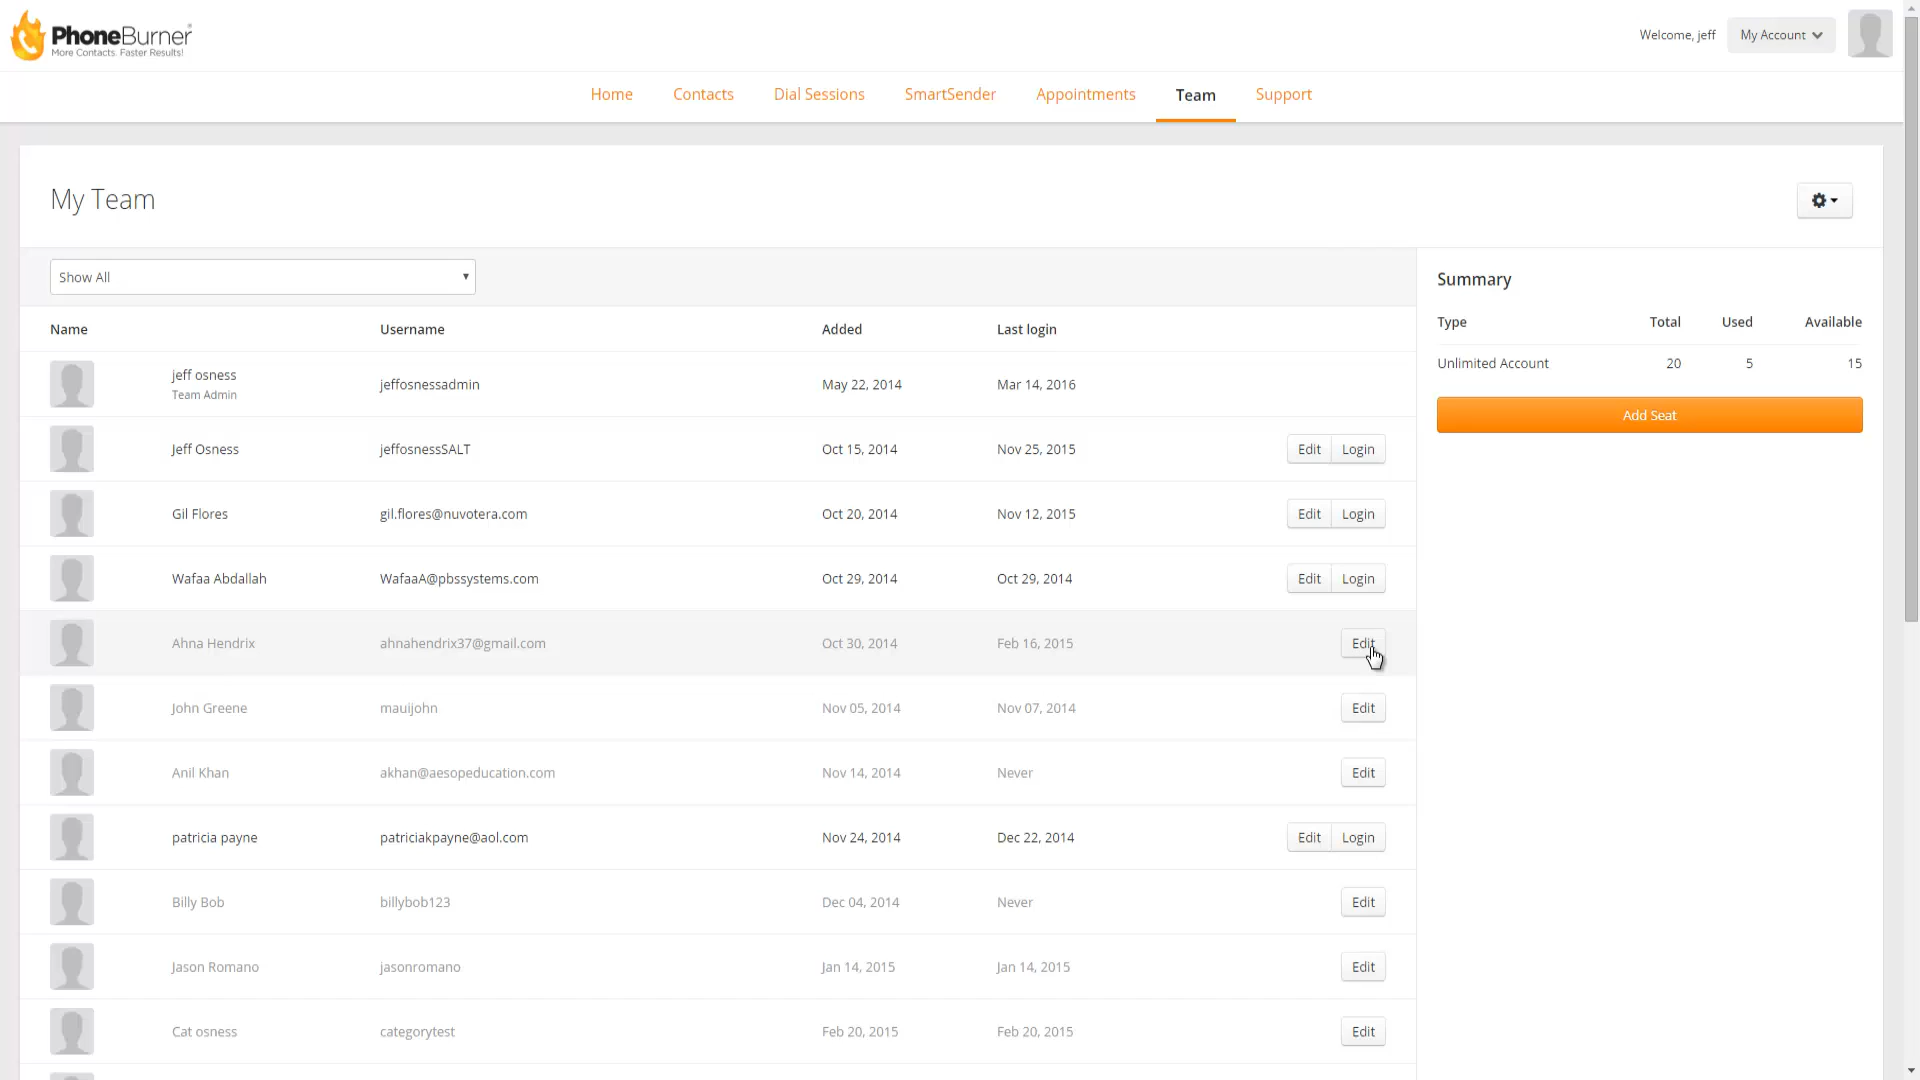 PhoneBurner®
More Contacts. Faster Results!
Welcome, jeff
My Account
Home Contacts Dial Sessions SmartSender Appointments Team Support
My Team
Show All
Name Username Added Last login
jeff osness
Team Admin
jeffosnessadmin May 22, 2014 Mar 14, 2016
Jeff Osness jeffosnessSALT Oct 15, 2014 Nov 25, 2015 Edit Login
Gil Flores gil.flores@nuvotera.com Oct 20, 2014 Nov 12, 2015 Edit Login
Wafaa Abdallah WafaaA@pbssystems.com Oct 29, 2014 Oct 29, 2014 Edit Login
Ahna Hendrix ahnahendrix37@gmail.com Oct 30, 2014 Feb 16, 2015 Edit
John Greene mauijohn Nov 05, 2014 Nov 07, 2014 Edit
Anil Khan akhan@aesopeducation.com Nov 14, 2014 Never Edit
patricia payne patriciakpayne@aol.com Nov 24, 2014 Dec 22, 2014 Edit Login
Billy Bob billybob123 Dec 04, 2014 Never Edit
Jason Romano jasonromano Jan 14, 2015 Jan 14, 2015 Edit
Cat osness categorytest Feb 20, 2015 Feb 20, 2015 Edit
Summary
Type Total Used Available
Unlimited Account 20 5 15
Add Seat